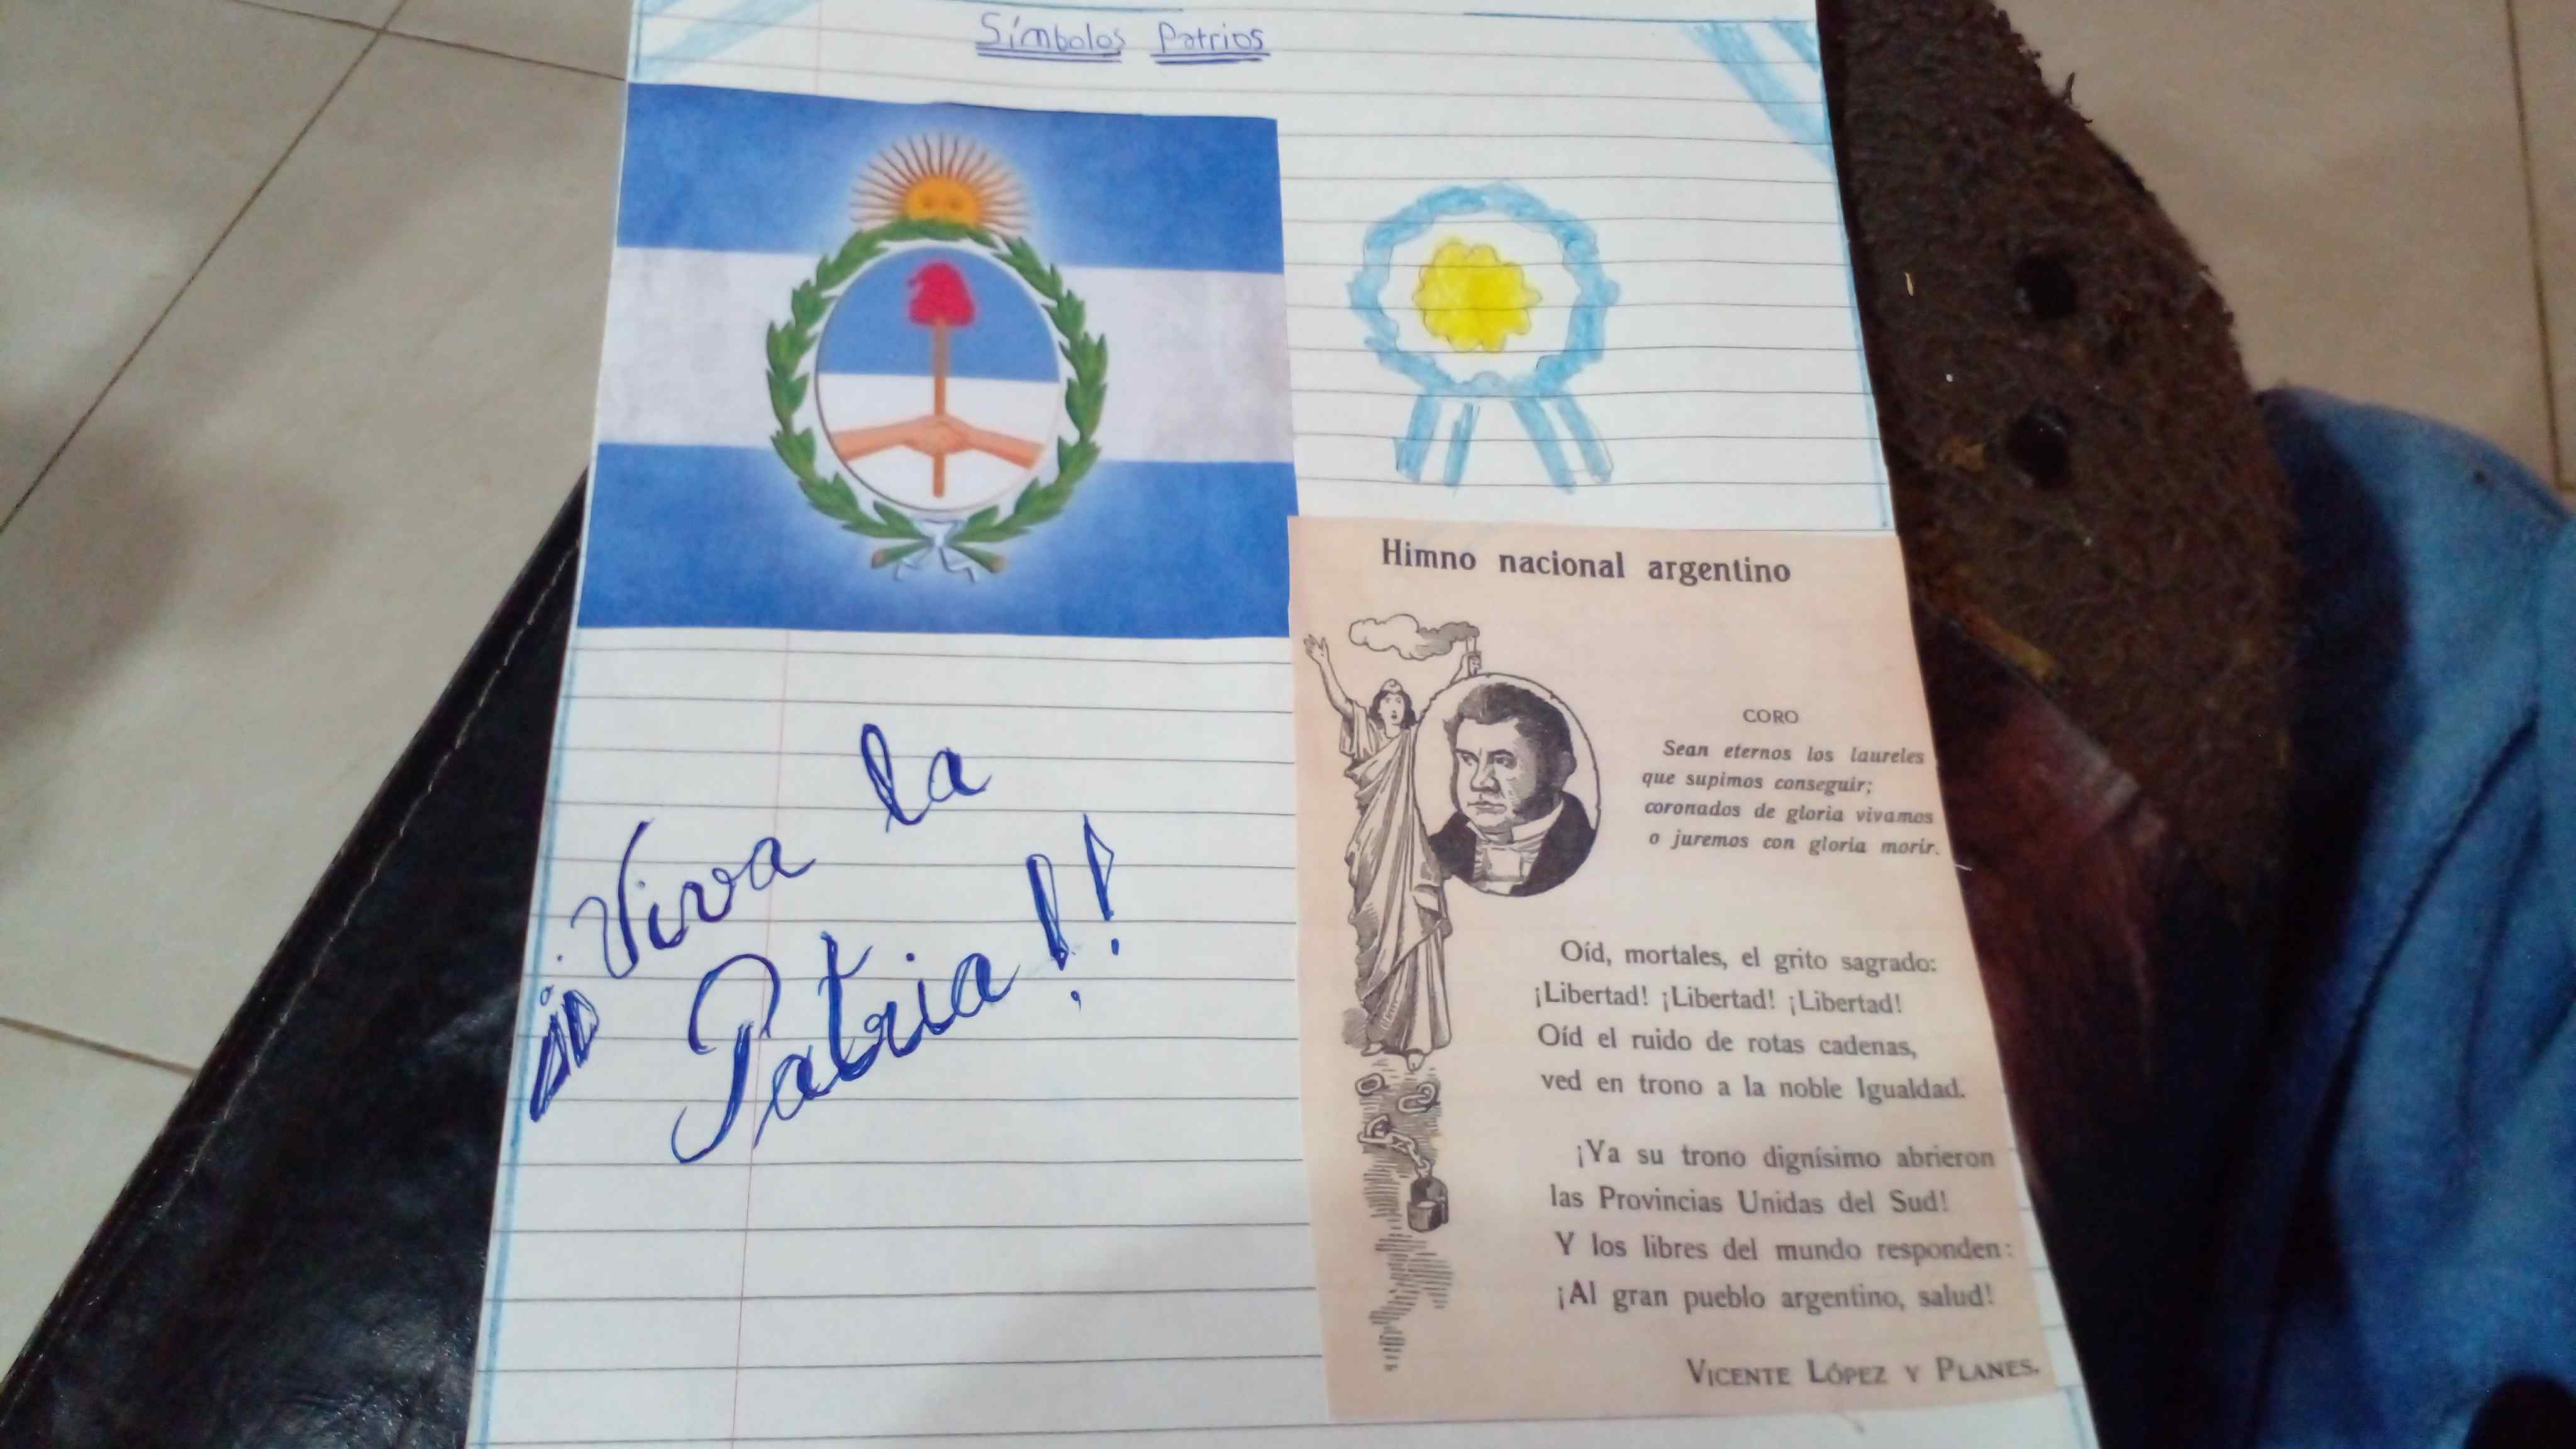 Símbolos Patrios
¡¡Viva la
Patria!!
Himno nacional argentino
CORO
Sean eternos los laureles
que supimos conseguir;
coronados de gloria vivamos
o juremos con gloria morir.
Oíd, mortales, el grito sagrado:
¡Libertad! ¡Libertad! ¡Libertad!
Oíd el ruido de rotas cadenas,
ved en trono a la noble Igualdad.
¡Ya su trono dignísimo abrieron
las Provincias Unidas del Sud!
Y los libres del mundo responden:
¡Al gran pueblo argentino, salud!
VICENTE LÓPEZ Y PLANES.